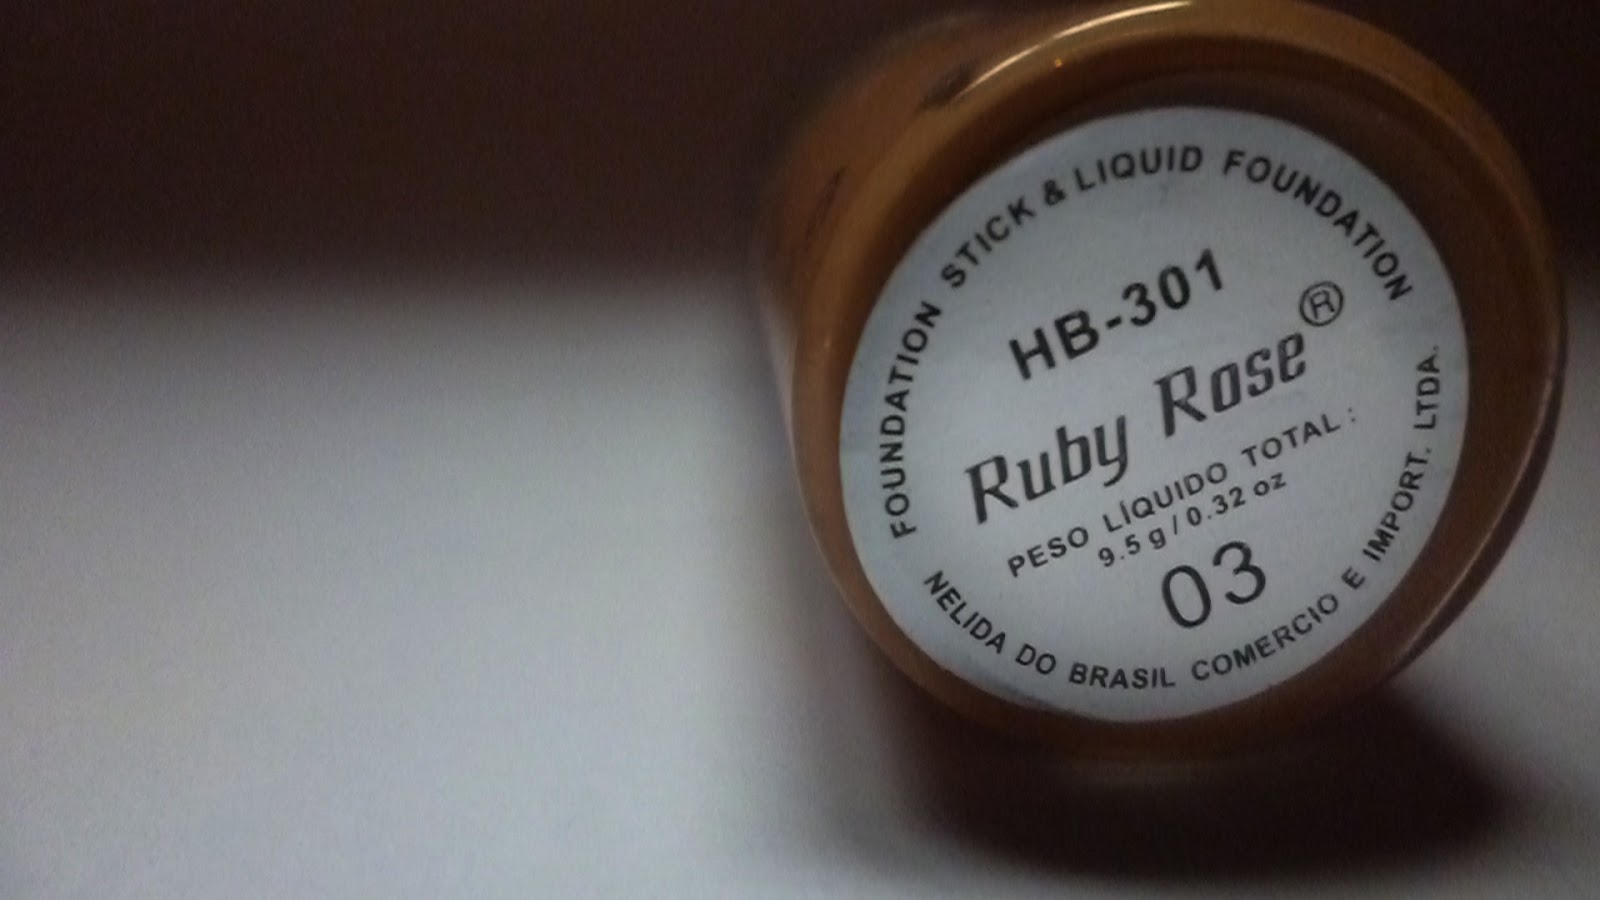 FOUNDATION STICK & LIQUID FOUNDATION
HB-301
Ruby Rose®
PESO LÍQUIDO TOTAL :
9.5 g / 0.32 oz
03
NELIDA DO BRASIL COMERCIO E IMPORT. LTDA.